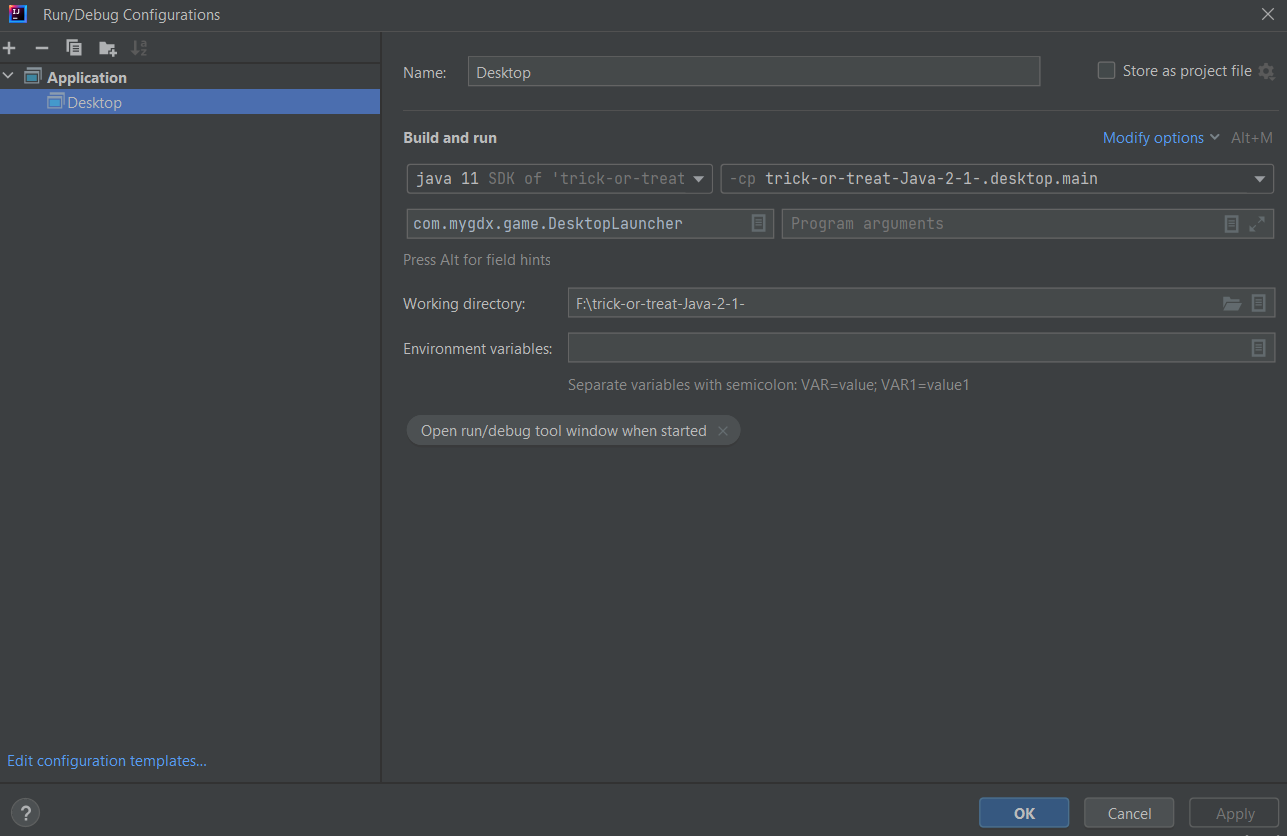 Run/Debug Configurations
Application
Desktop
Name: Desktop Store as project file
Build and run Modify options Alt+M
java 11 SDK of 'trick-or-treat -cp trick-or-treat-Java-2-1-.desktop.main
com.mygdx.game.DesktopLauncher Program arguments
Press Alt for field hints
Working directory: F:\trick-or-treat-Java-2-1-
Environment variables:
Separate variables with semicolon: VAR=value; VAR1=value1
Open run/debug tool window when started
Edit configuration templates...
? OK Cancel Apply